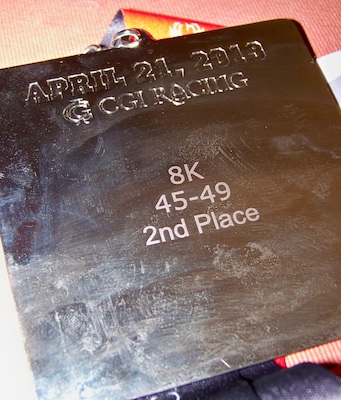 APRIL 21, 2013
CGI RACING
8K
45-49
2nd Place